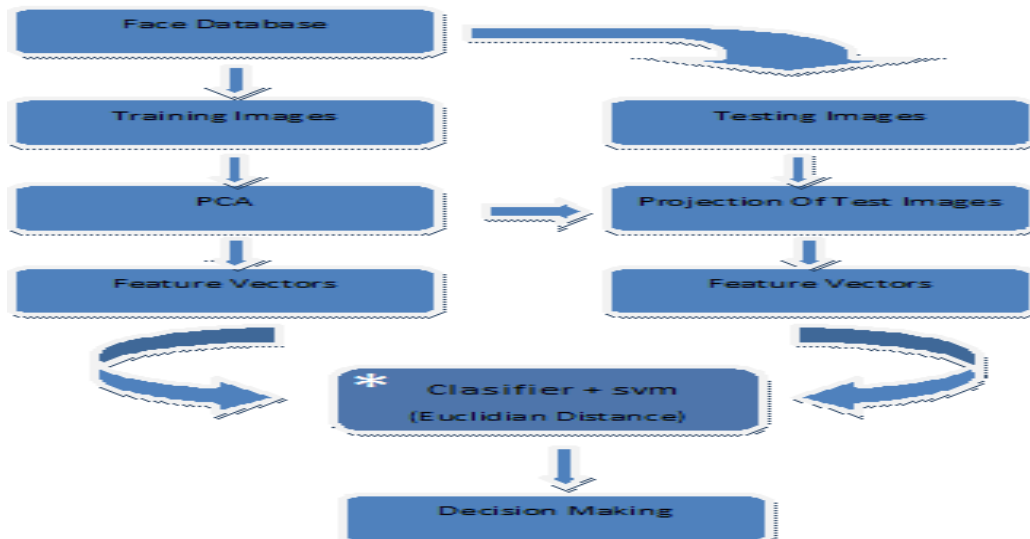 Face Database
Training Images
Testing Images
PCA
Projection Of Test Images
Feature Vectors
Feature Vectors
* Clasifier + svm
(Euclidian Distance)
Decision Making